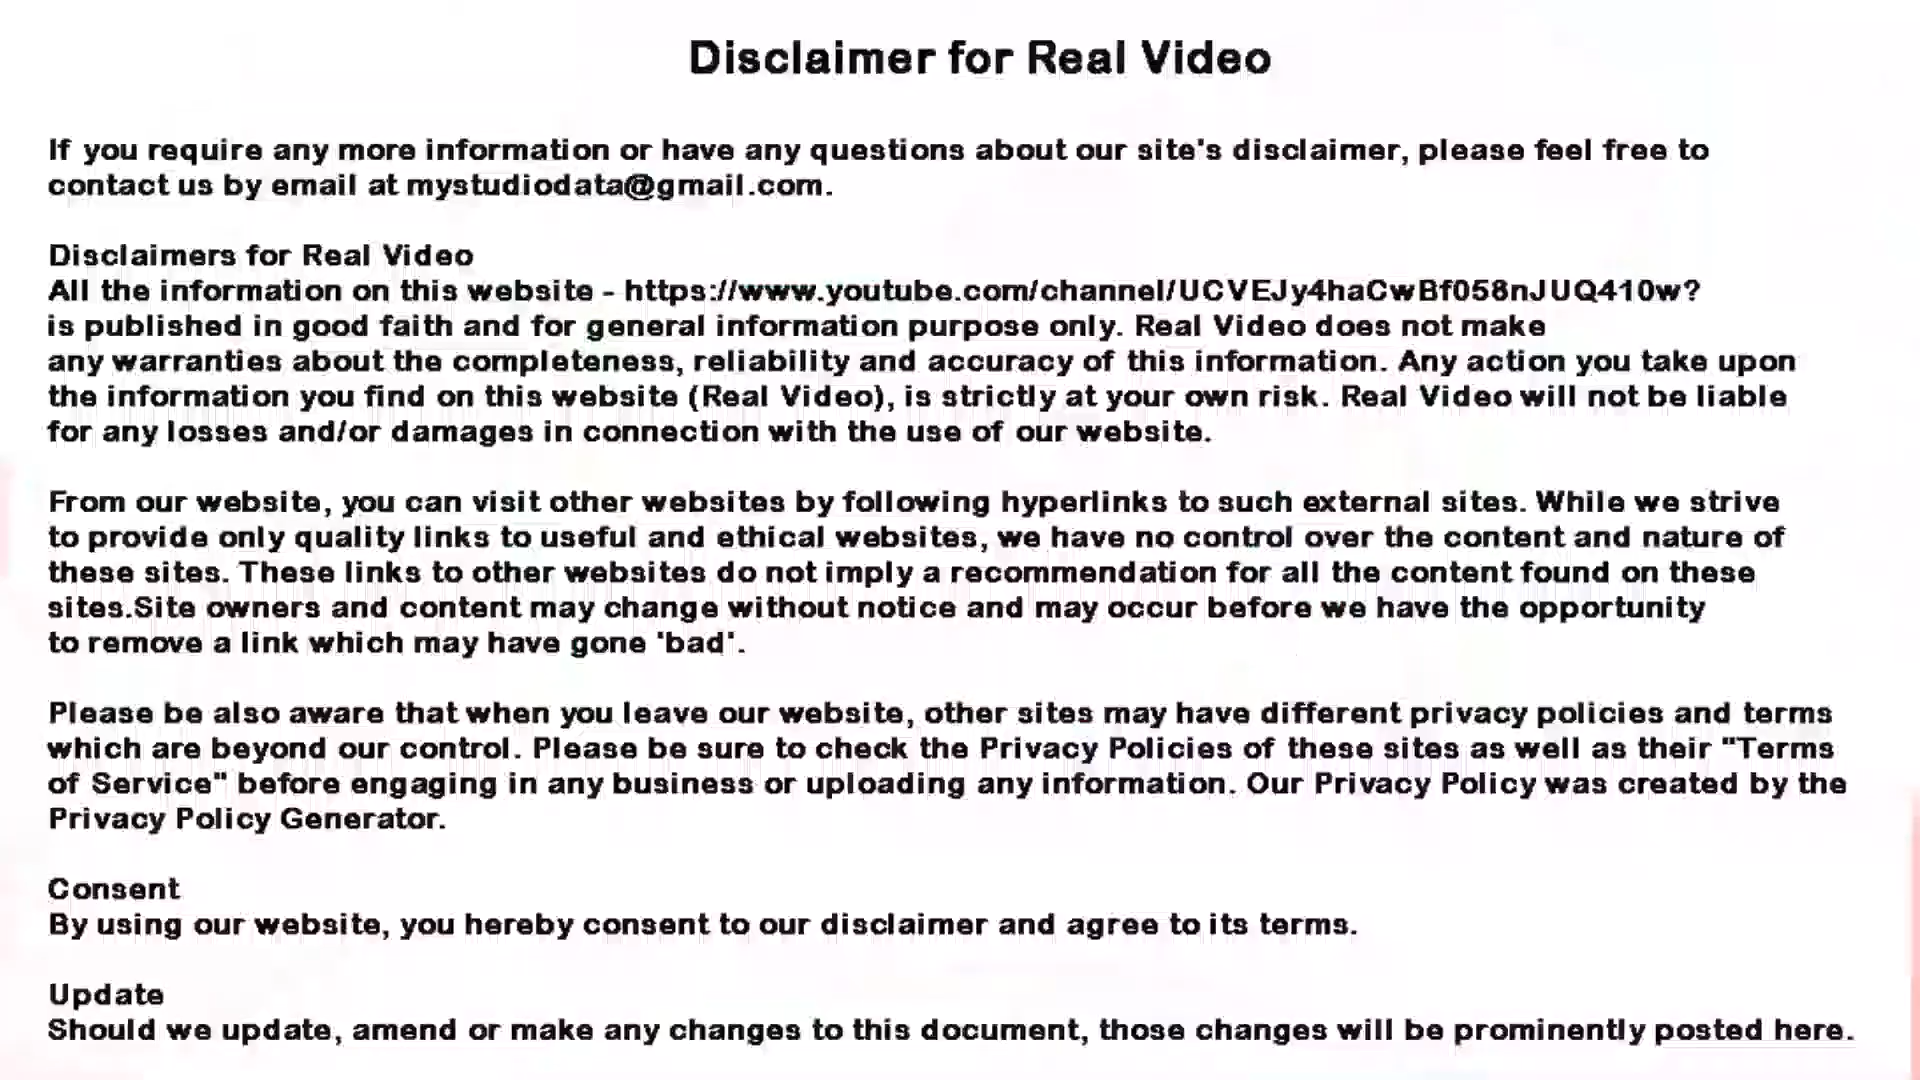 Disclaimer for Real Video
If you require any more information or have any questions about our site's disclaimer, please feel free to
contact us by email at mystudiodata@gmail.com.
Disclaimers for Real Video
All the information on this website - https://www.youtube.com/channel/UCVEJy4haCwBf058nJUQ410w?
is published in good faith and for general information purpose only. Real Video does not make
any warranties about the completeness, reliability and accuracy of this information. Any action you take upon
the information you find on this website (Real Video), is strictly at your own risk. Real Video will not be liable
for any losses and/or damages in connection with the use of our website.
From our website, you can visit other websites by following hyperlinks to such external sites. While we strive
to provide only quality links to useful and ethical websites, we have no control over the content and nature of
these sites. These links to other websites do not imply a recommendation for all the content found on these
sites.Site owners and content may change without notice and may occur before we have the opportunity
to remove a link which may have gone 'bad'.
Please be also aware that when you leave our website, other sites may have different privacy policies and terms
which are beyond our control. Please be sure to check the Privacy Policies of these sites as well as their "Terms
of Service" before engaging in any business or uploading any information. Our Privacy Policy was created by the
Privacy Policy Generator.
Consent
By using our website, you hereby consent to our disclaimer and agree to its terms.
Update
Should we update, amend or make any changes to this document, those changes will be prominently posted here.